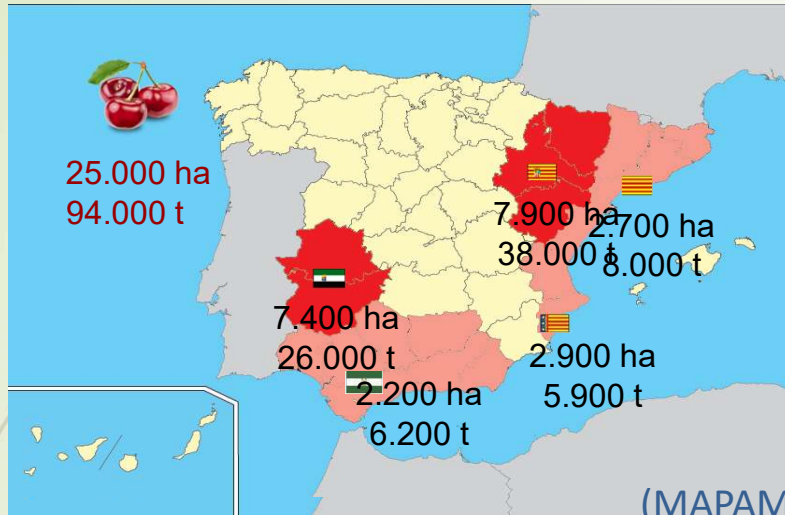 25.000 ha
94.000 t
7.900 ha
38.000 t
2.700 ha
8.000 t
7.400 ha
26.000 t
2.900 ha
5.900 t
2.200 ha
6.200 t
(MAPAM